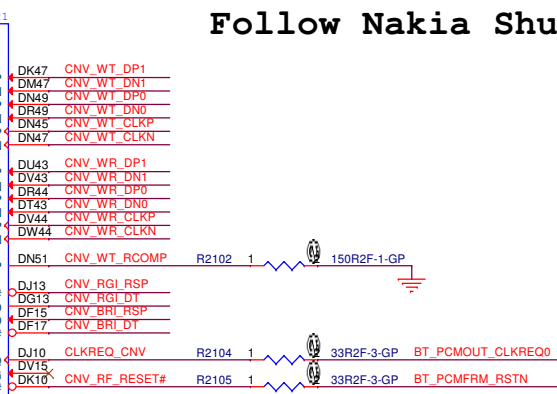 Follow Nakia Shu
DK47 CNV_WT_DP1
DM47 CNV_WT_DN1
DN49 CNV_WT_DP0
DR49 CNV_WT_DN0
DN45 CNV_WT_CLKP
DN47 CNV_WT_CLKN
DU43 CNV_WR_DP1
DV43 CNV_WR_DN1
DR44 CNV_WR_DP0
DT43 CNV_WR_DN0
DV44 CNV_WR_CLKP
DW44 CNV_WR_CLKN
DN51 CNV_WT_RCOMP R2102 1 2 150R2F-1-GP
DJ13 CNV_RGI_RSP
DG13 CNV_RGI_DT
DF15 CNV_BRI_RSP
DF17 CNV_BRI_DT
DJ10 CLKREQ_CNV R2104 1 2 33R2F-3-GP BT_PCMOUT_CLKREQ0
DV15
DK10 CNV_RF_RESET# R2105 1 2 33R2F-3-GP BT_PCMFRM_RSTN